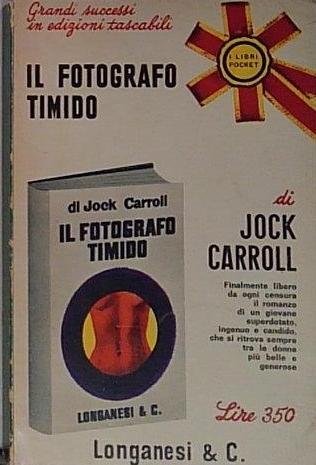 Grandi successi
in edizioni tascabili
I LIBRI
POCKET
IL FOTOGRAFO
TIMIDO
di Jock Carroll
IL FOTOGRAFO
TIMIDO
LONGANESI & C.
di
JOCK
CARROLL
Finalmente libero
da ogni censura
il romanzo
di un giovane
superdotato,
ingenuo e candido,
che si ritrova sempre
tra le donne
più belle e
generose
Lire 350
Longanesi & C.